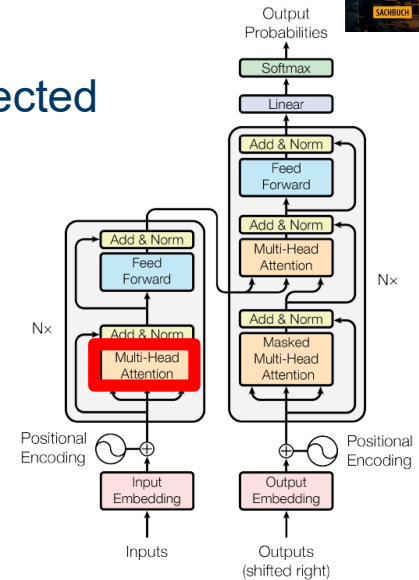 SACHBUCH
ected
Output
Probabilities
Softmax
Linear
Add & Norm
Feed
Forward
Add & Norm
Multi-Head
Attention
Nx
Add & Norm
Masked
Multi-Head
Attention
Positional
Encoding
Output
Embedding
Outputs
(shifted right)
Add & Norm
Feed
Forward
Nx
Add & Norm
Multi-Head
Attention
Positional
Encoding
Input
Embedding
Inputs